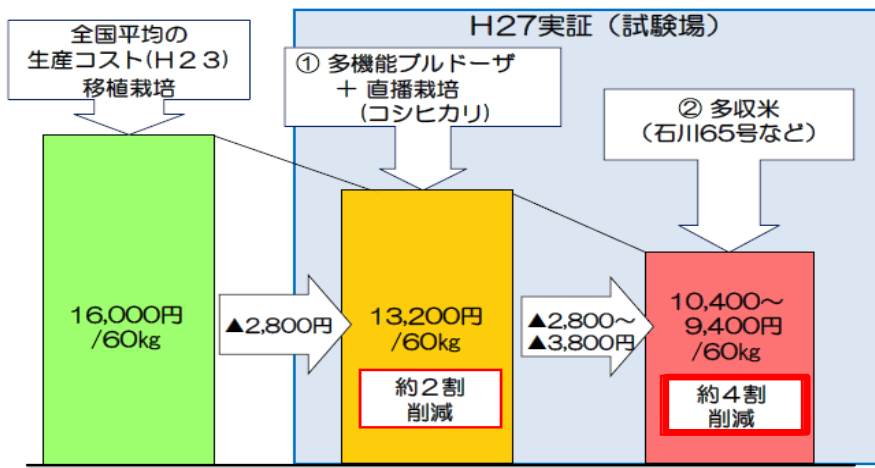 H27実証（試験場）
全国平均の
生産コスト(H２３)
移植栽培
① 多機能ブルドーザ
＋ 直播栽培
(コシヒカリ)
② 多収米
（石川65号など）
16,000円
/60kg
▲2,800円
13,200円
/60kg
約２割
削減
▲2,800～
▲3,800円
10,400～
9,400円
/60kg
約４割
削減